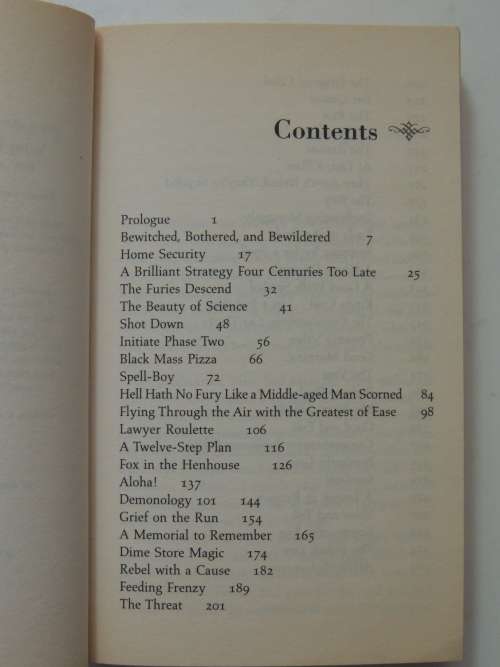 Contents
Prologue 1
Bewitched, Bothered, and Bewildered 7
Home Security 17
A Brilliant Strategy Four Centuries Too Late 25
The Furies Descend 32
The Beauty of Science 41
Shot Down 48
Initiate Phase Two 56
Black Mass Pizza 66
Spell-Boy 72
Hell Hath No Fury Like a Middle-aged Man Scorned 84
Flying Through the Air with the Greatest of Ease 98
Lawyer Roulette 106
A Twelve-Step Plan 116
Fox in the Henhouse 126
Aloha! 137
Demonology 101 144
Grief on the Run 154
A Memorial to Remember 165
Dime Store Magic 174
Rebel with a Cause 182
Feeding Frenzy 189
The Threat 201